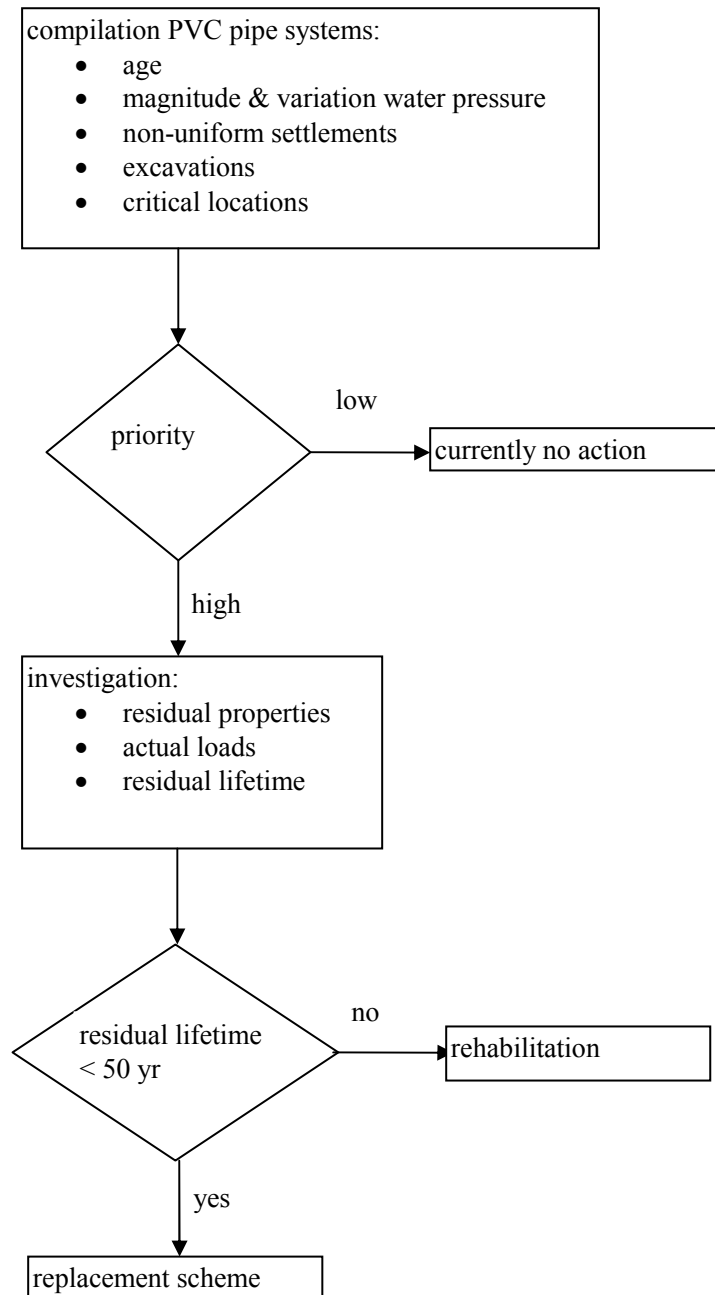 compilation PVC pipe systems:
• age
• magnitude & variation water pressure
• non-uniform settlements
• excavations
• critical locations
low
priority
currently no action
high
investigation:
• residual properties
• actual loads
• residual lifetime
no
residual lifetime
< 50 yr
rehabilitation
yes
replacement scheme